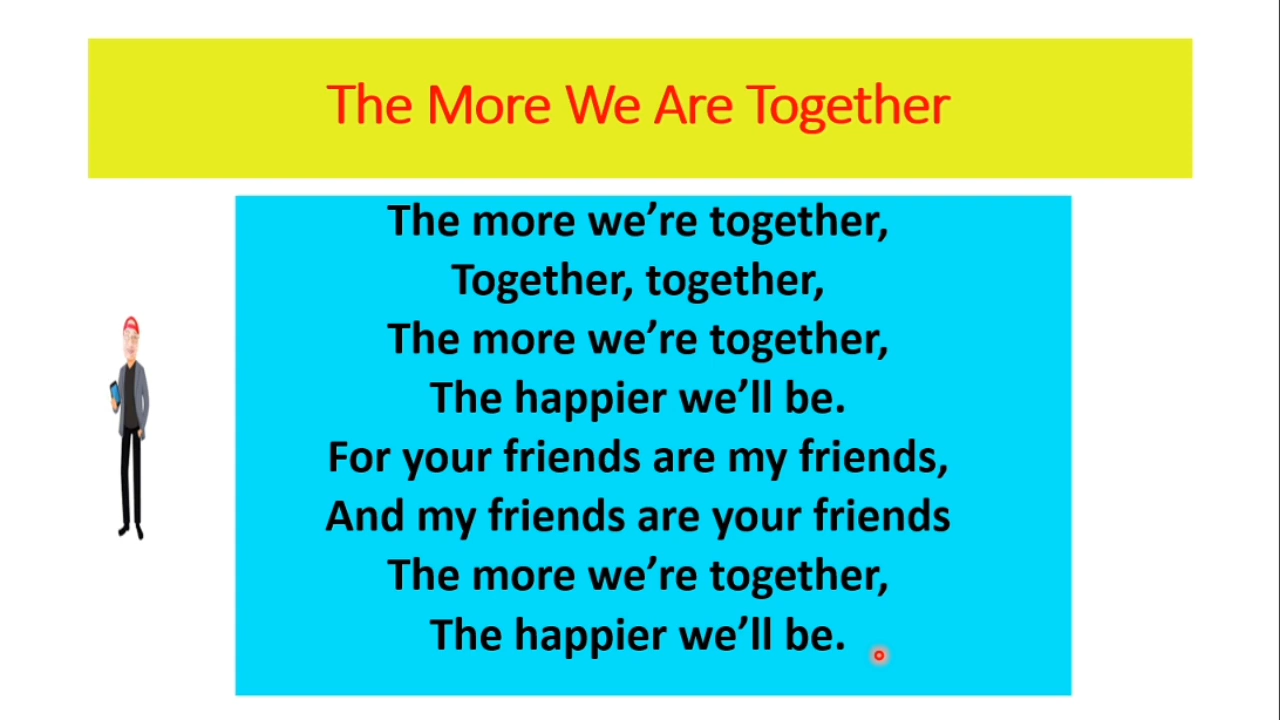 The More We Are Together
The more we’re together,
Together, together,
The more we’re together,
The happier we’ll be.
For your friends are my friends,
And my friends are your friends
The more we’re together,
The happier we’ll be.